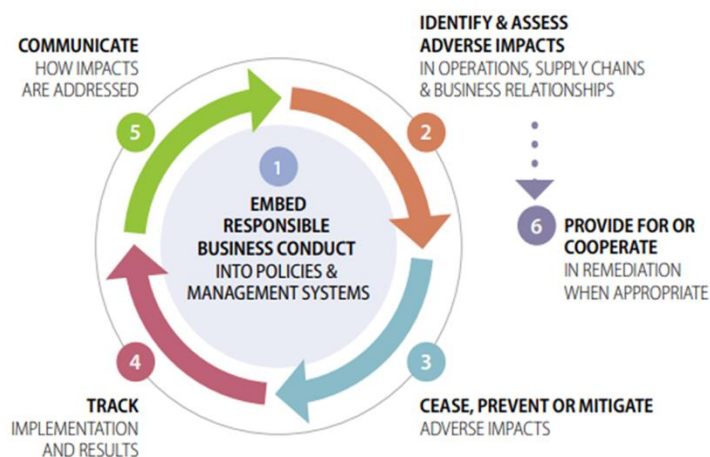 1
EMBED
RESPONSIBLE
BUSINESS CONDUCT
INTO POLICIES &
MANAGEMENT SYSTEMS
2
IDENTIFY & ASSESS
ADVERSE IMPACTS
IN OPERATIONS, SUPPLY CHAINS
& BUSINESS RELATIONSHIPS
3
CEASE, PREVENT OR MITIGATE
ADVERSE IMPACTS
4
TRACK
IMPLEMENTATION
AND RESULTS
5
COMMUNICATE
HOW IMPACTS
ARE ADDRESSED
6
PROVIDE FOR OR
COOPERATE
IN REMEDIATION
WHEN APPROPRIATE